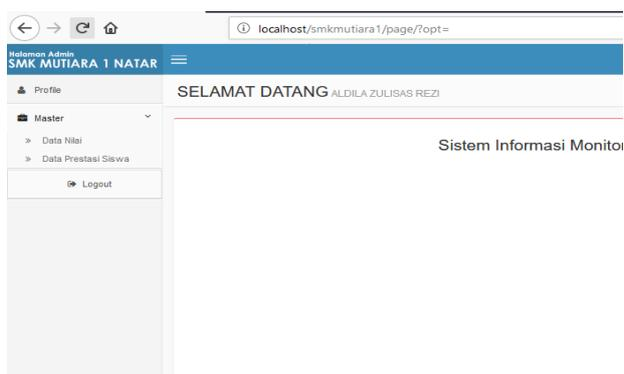 localhost/smkmutiara1/page/?opt=
Halaman Admin
SMK MUTIARA 1 NATAR
Profile
SELAMAT DATANG ALDILA ZULISAS REZI
Master
Data Nilai
Sistem Informasi Monitor
Data Prestasi Siswa
Logout